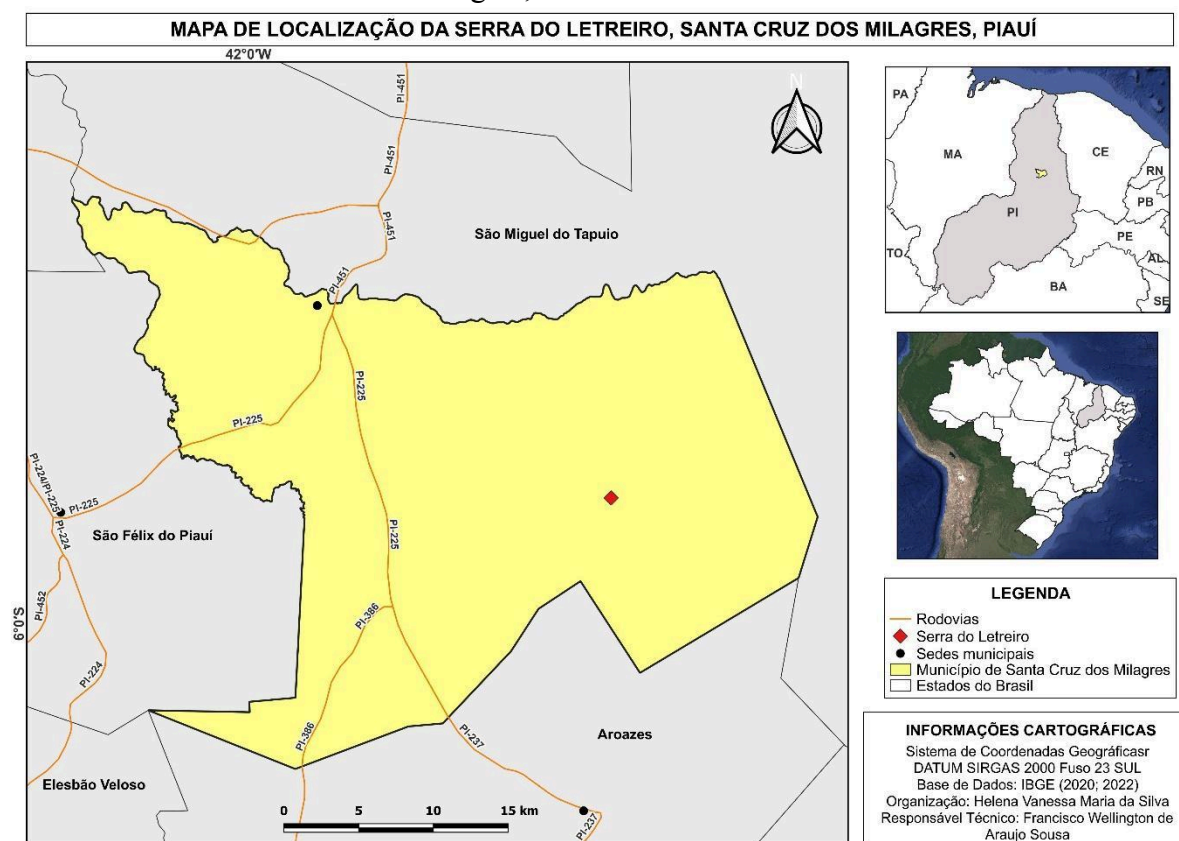 MAPA DE LOCALIZAÇÃO DA SERRA DO LETREIRO, SANTA CRUZ DOS MILAGRES, PIAUÍ
42°0'W
6°0'S
N
PI-451
PI-451
PI-451
PI-451
São Miguel do Tapuio
PI-225
PI-225
PI-225
PI-224/PI-225
PI-225
PI-224
São Félix do Piauí
PI-452
PI-224
PI-386
PI-386
PI-237
PI-237
Aroazes
Elesbão Veloso
0 5 10 15 km
PA
MA
CE
RN
PB
PI
PE
TO
AL
BA
SE
LEGENDA
Rodovias
Serra do Letreiro
Sedes municipais
Município de Santa Cruz dos Milagres
Estados do Brasil
INFORMAÇÕES CARTOGRÁFICAS
Sistema de Coordenadas Geográficasr
DATUM SIRGAS 2000 Fuso 23 SUL
Base de Dados: IBGE (2020; 2022)
Organização: Helena Vanessa Maria da Silva
Responsável Técnico: Francisco Wellington de
Araujo Sousa